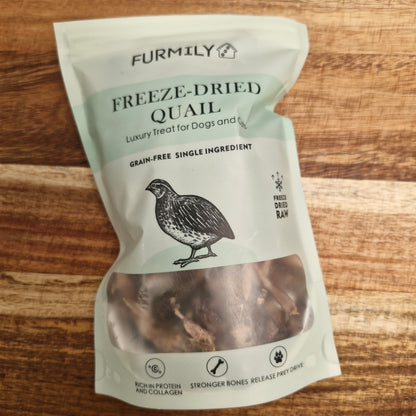 FURMILY
FREEZE-DRIED
QUAIL
Luxury Treat for Dogs and
GRAIN-FREE SINGLE INGREDIENT
FREEZE
DRIED
RAW
RICH IN PROTEIN
AND COLLAGEN
STRONGER BONES
RELEASE PREY DRIVE